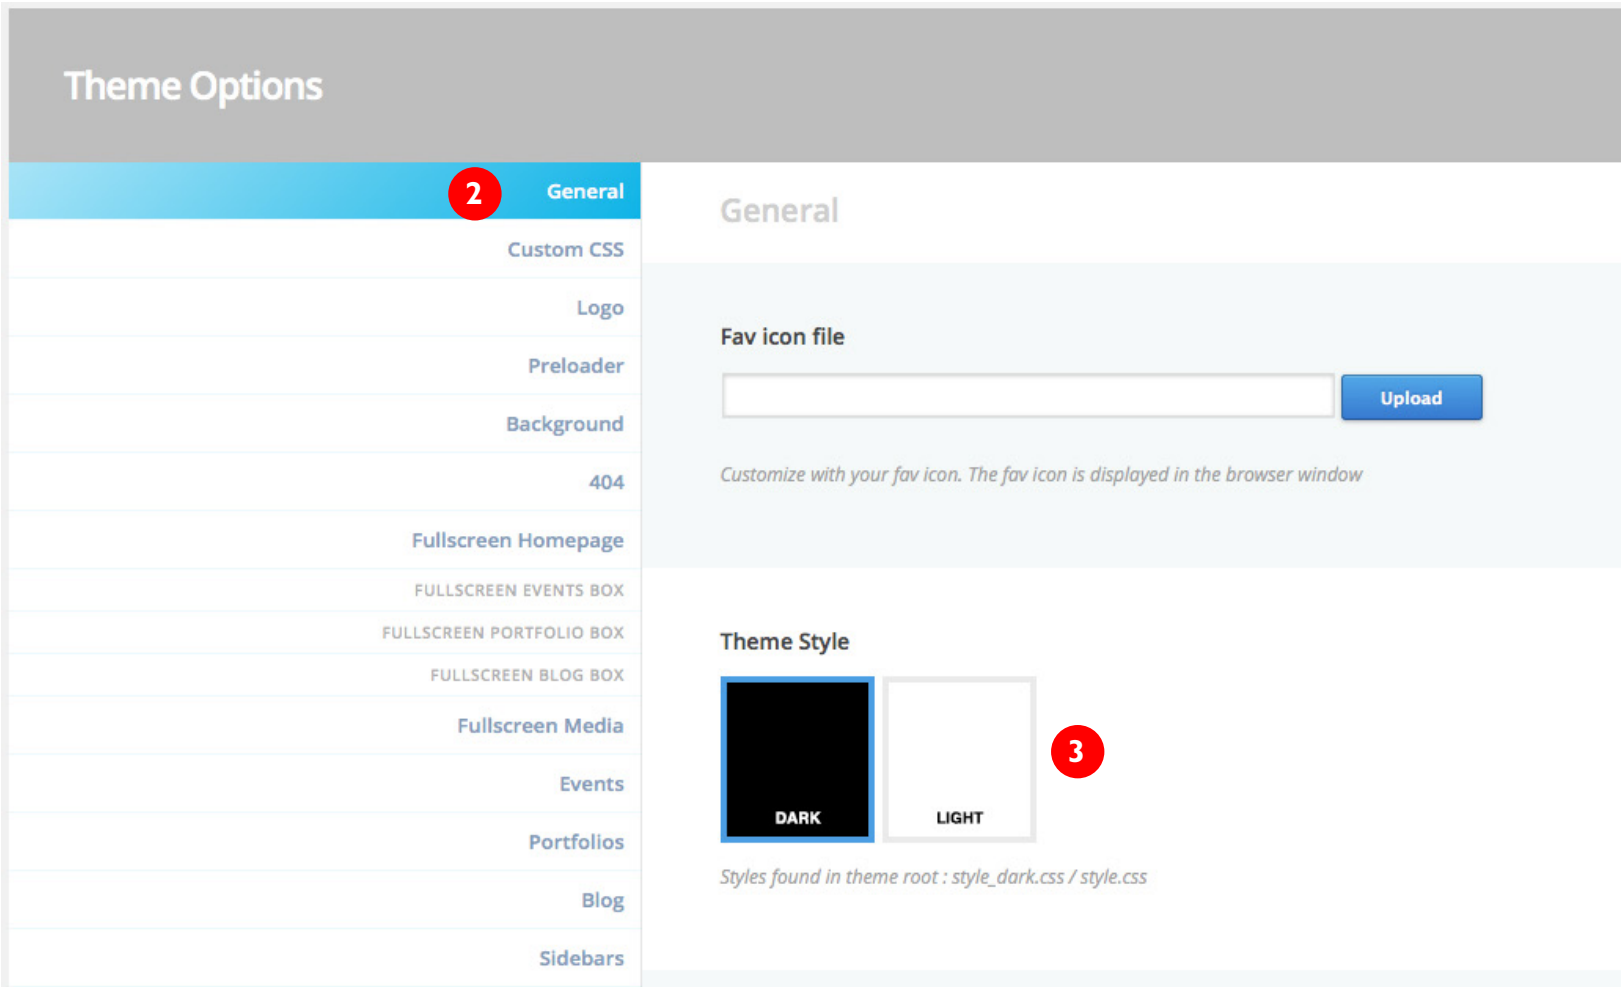 Theme Options
2
General
Custom CSS
Logo
Preloader
Background
404
Fullscreen Homepage
FULLSCREEN EVENTS BOX
FULLSCREEN PORTFOLIO BOX
FULLSCREEN BLOG BOX
Fullscreen Media
Events
Portfolios
Blog
Sidebars
General
Fav icon file
Upload
Customize with your fav icon. The fav icon is displayed in the browser window
Theme Style
DARK
LIGHT
3
Styles found in theme root : style_dark.css / style.css